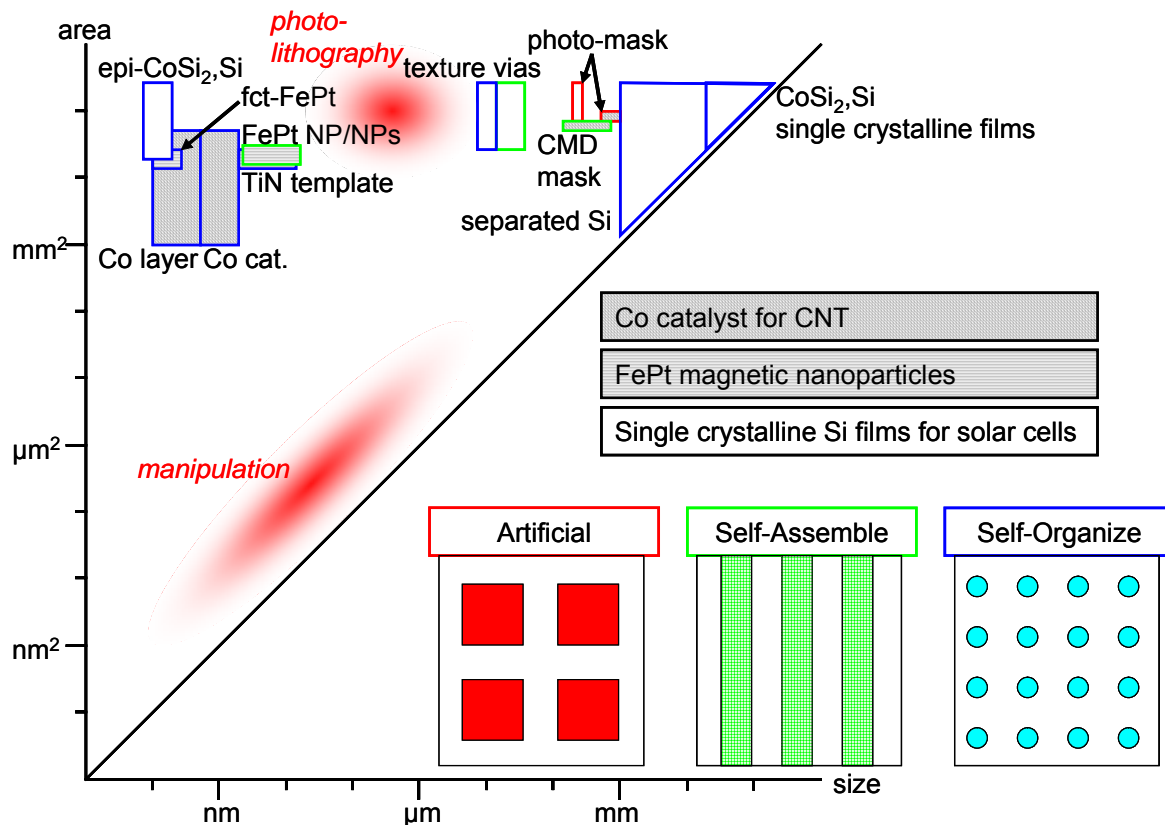 area
photo-
lithography
photo-mask
epi-CoSi₂,Si
texture vias
fct-FePt
CoSi₂,Si
single crystalline films
FePt NP/NPs
CMD
mask
TiN template
separated Si
mm²
Co layer Co cat.
Co catalyst for CNT
FePt magnetic nanoparticles
Single crystalline Si films for solar cells
µm²
manipulation
Artificial
Self-Assemble
Self-Organize
nm²
size
nm
µm
mm